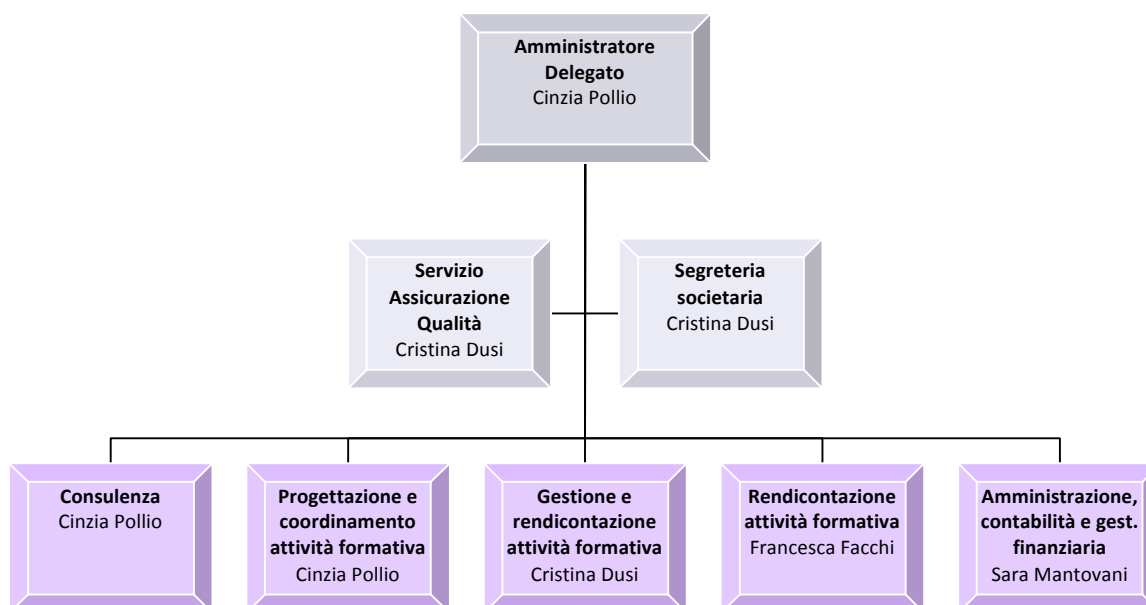 Amministratore
Delegato
Cinzia Pollio
Servizio
Assicurazione
Qualità
Cristina Dusi
Segreteria
societaria
Cristina Dusi
Consulenza
Cinzia Pollio
Progettazione e
coordinamento
attività formativa
Cinzia Pollio
Gestione e
rendicontazione
attività formativa
Cristina Dusi
Rendicontazione
attività formativa
Francesca Facchi
Amministrazione,
contabilità e gest.
finanziaria
Sara Mantovani